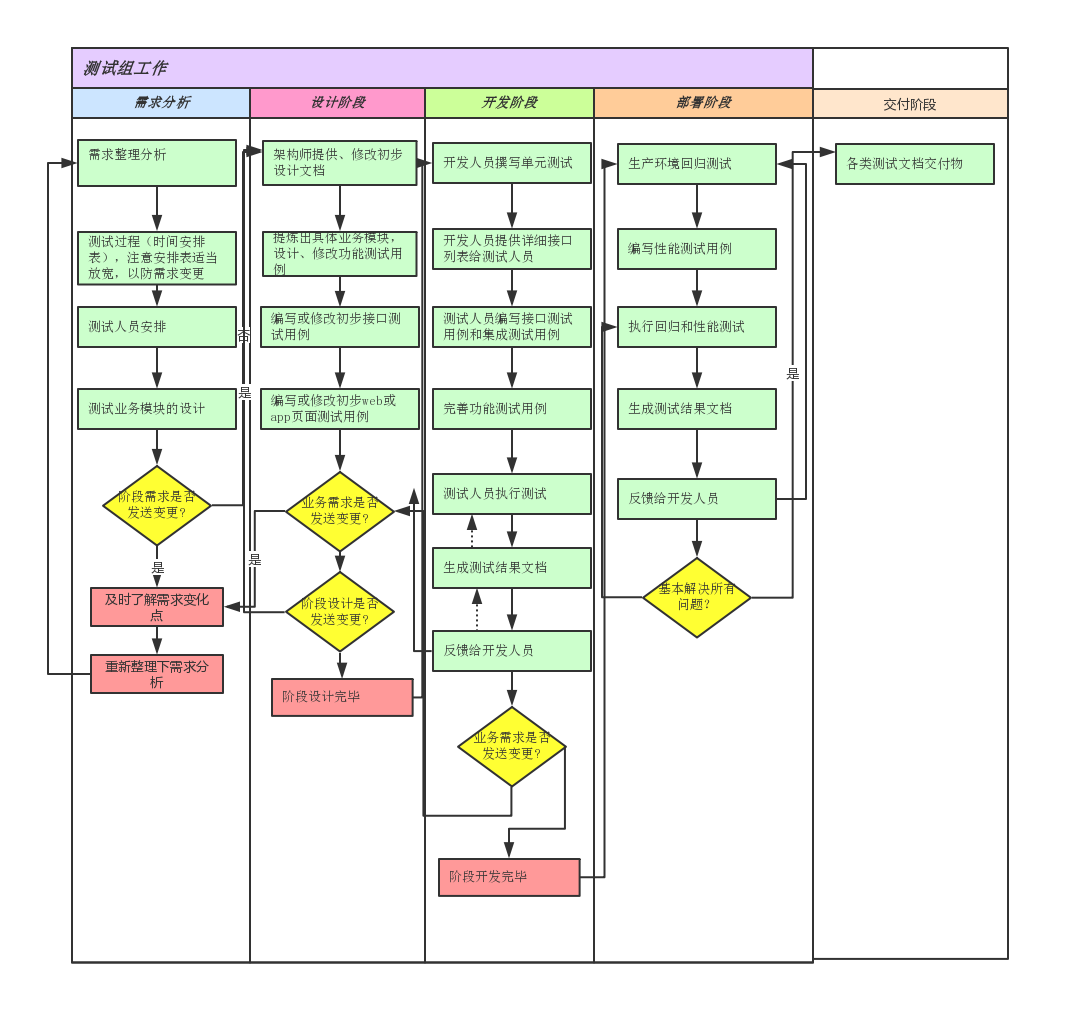 测试组工作
需求分析
设计阶段
开发阶段
部署阶段
交付阶段
需求整理分析
测试过程（时间安排
表），注意安排表适当
放宽，以防需求变更
测试人员安排
测试业务模块的设计
阶段需求是否
发送变更?
是
及时了解需求变化
点
重新整理下需求分
析
否
是
是
架构师提供、修改初步
设计文档
提炼出具体业务模块，
设计、修改功能测试用
例
编写或修改初步接口测
试用例
编写或修改初步web或
app页面测试用例
业务需求是否
发送变更?
阶段设计是否
发送变更?
阶段设计完毕
开发人员撰写单元测试
开发人员提供详细接口
列表给测试人员
测试人员编写接口测试
用例和集成测试用例
完善功能测试用例
测试人员执行测试
生成测试结果文档
反馈给开发人员
业务需求是否
发送变更?
阶段开发完毕
生产环境回归测试
编写性能测试用例
执行回归和性能测试
生成测试结果文档
反馈给开发人员
基本解决所有
问题？
是
各类测试文档交付物